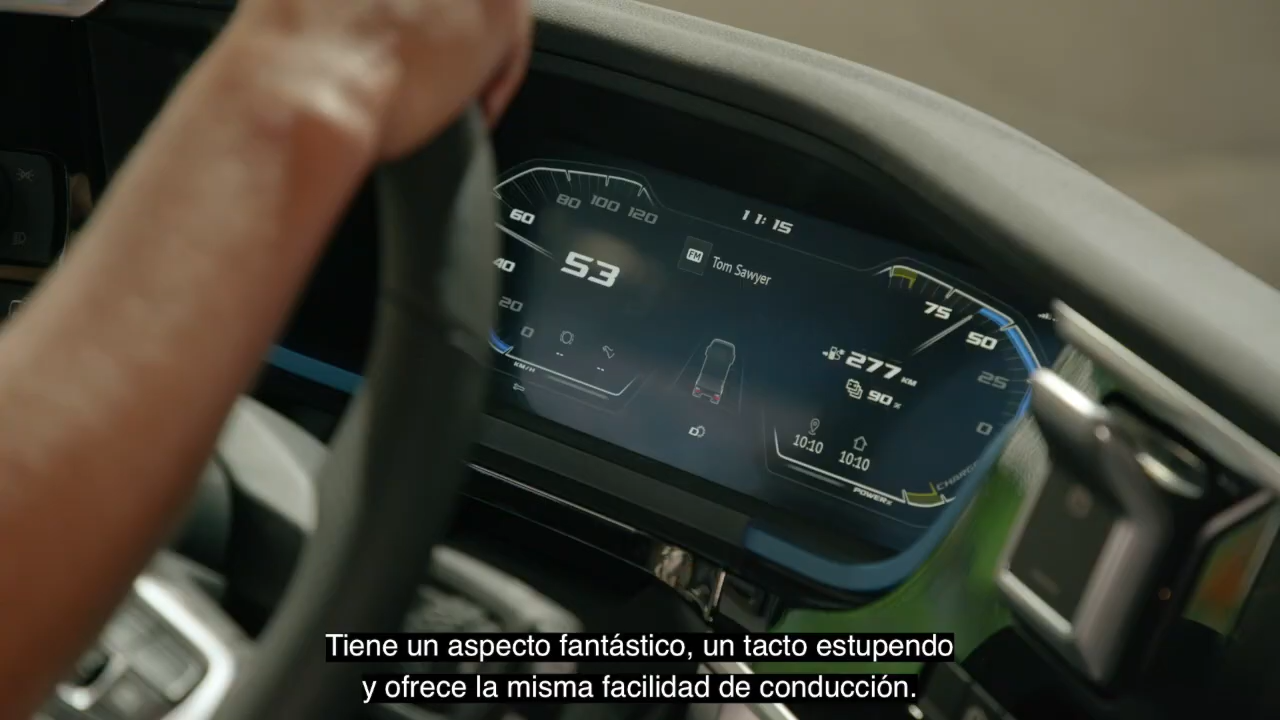 11:15
60 80 100 120
FM Tom Sawyer
53
40
20
0
KM/H
--
--
75
50
25
0
277 KM
90
10:10 10:10
POWER
CHARGE
Tiene un aspecto fantástico, un tacto estupendo
y ofrece la misma facilidad de conducción.